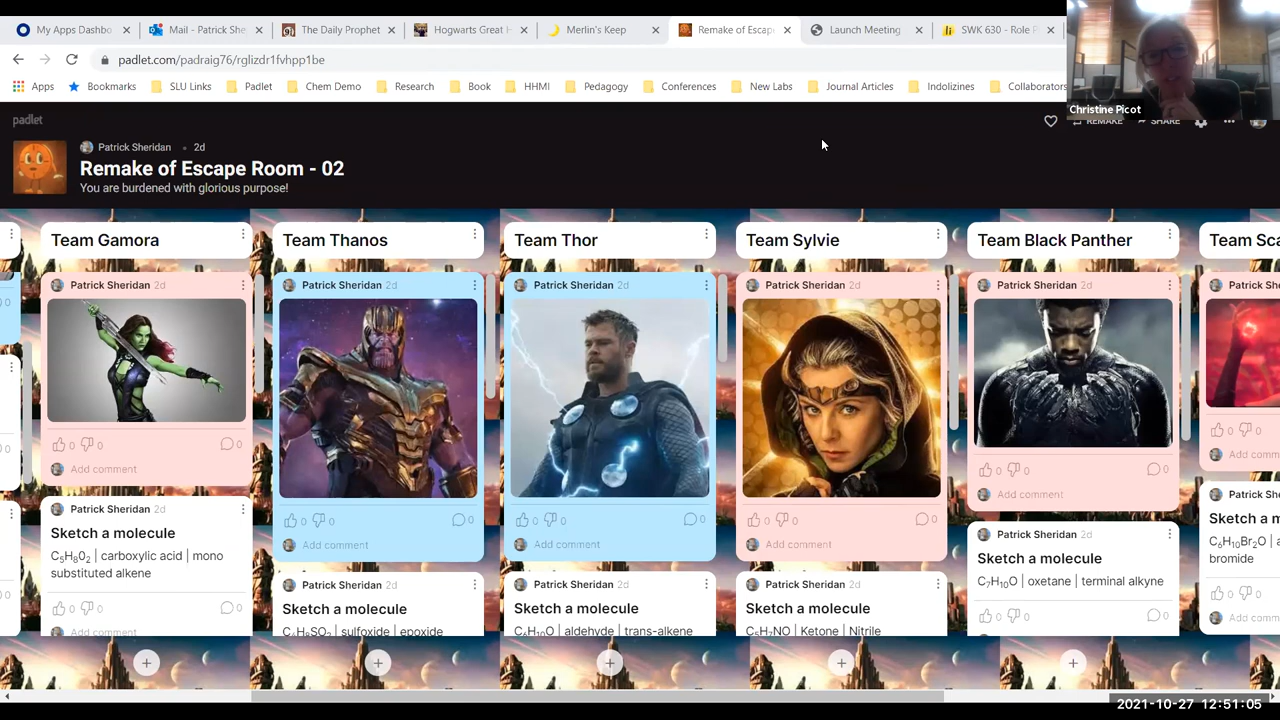 My Apps Dashbo
Mail - Patrick She
The Daily Prophet
Hogwarts Great H
Merlin's Keep
Remake of Escape
Launch Meeting
SWK 630 - Role P
padlet.com/padraig76/rglizdr1fvhpp1be
Apps
Bookmarks
SLU Links
Padlet
Chem Demo
Research
Book
HHMI
Pedagogy
Conferences
New Labs
Journal Articles
Indolizines
Collaborators
Christine Picot
padlet
REMAKE
SHARE
Patrick Sheridan • 2d
Remake of Escape Room - 02
You are burdened with glorious purpose!
Team Gamora
Team Thanos
Team Thor
Team Sylvie
Team Black Panther
Team Sca
Patrick Sheridan 2d
Patrick Sheridan 2d
Patrick Sheridan 2d
Patrick Sheridan 2d
Patrick Sheridan 2d
Patrick Sh
0 0 0
Add comment
0 0 0
Add comment
0 0 0
Add comment
0 0 0
Add comment
0 0 0
Add comment
0 0
Add comm
Patrick Sheridan 2d
Sketch a molecule
C₅H₈0₂ | carboxylic acid | mono
substituted alkene
0 0 0
Add comment
Patrick Sheridan 2d
Sketch a molecule
| sulfoxide | epoxide
Patrick Sheridan 2d
Sketch a molecule
C₆H₁₀O | aldehyde | trans-alkene
Patrick Sheridan 2d
Sketch a molecule
C₅H₇NO | Ketone | Nitrile
Patrick Sheridan 2d
Sketch a molecule
C₇H₁₀O | oxetane | terminal alkyne
0 0 0
Patrick Sh
Sketch a m
C₆H₁₀Br₂O | a
bromide
0 0
Add comm
2021-10-27 12:51:05